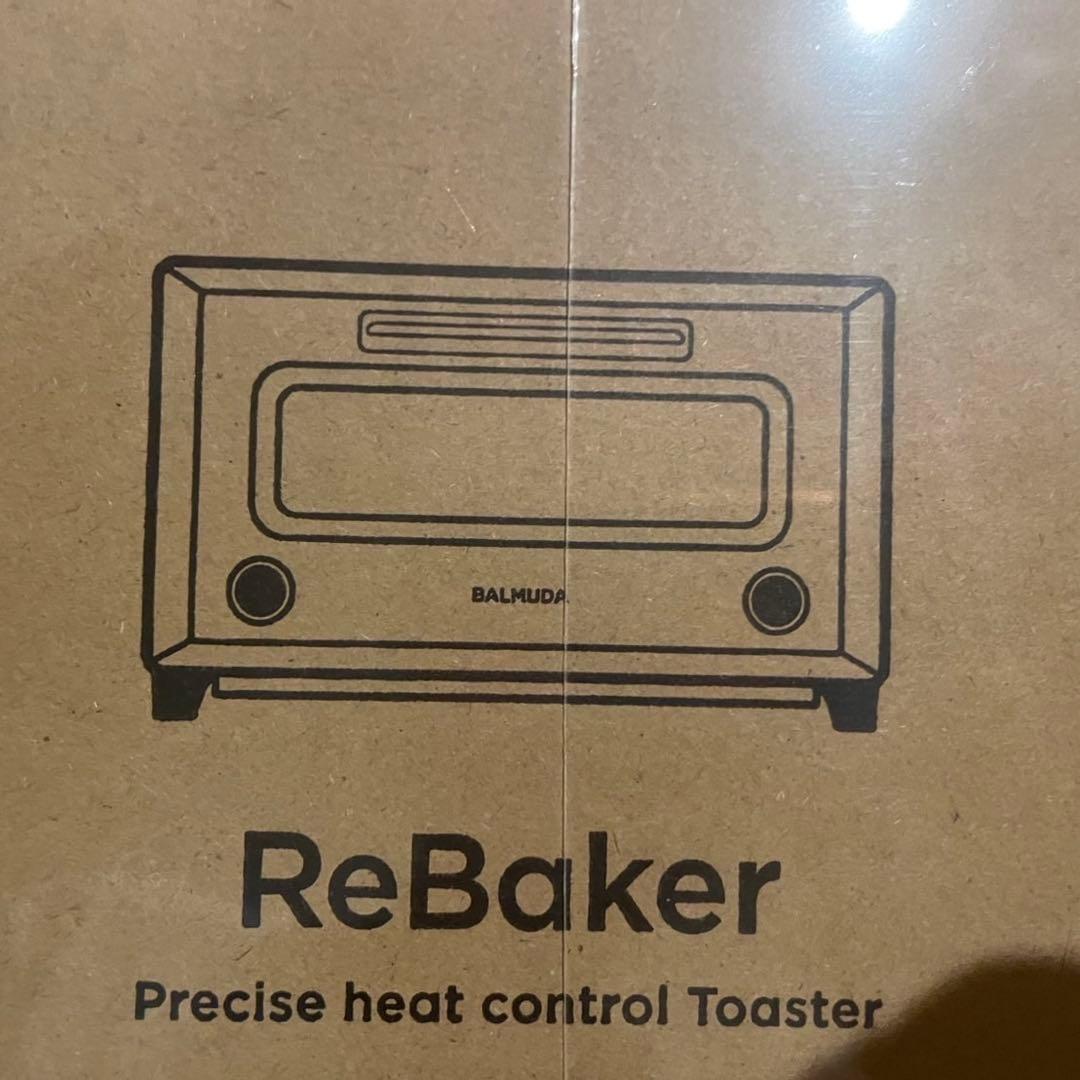 BALMUDA
ReBaker
Precise heat control Toaster